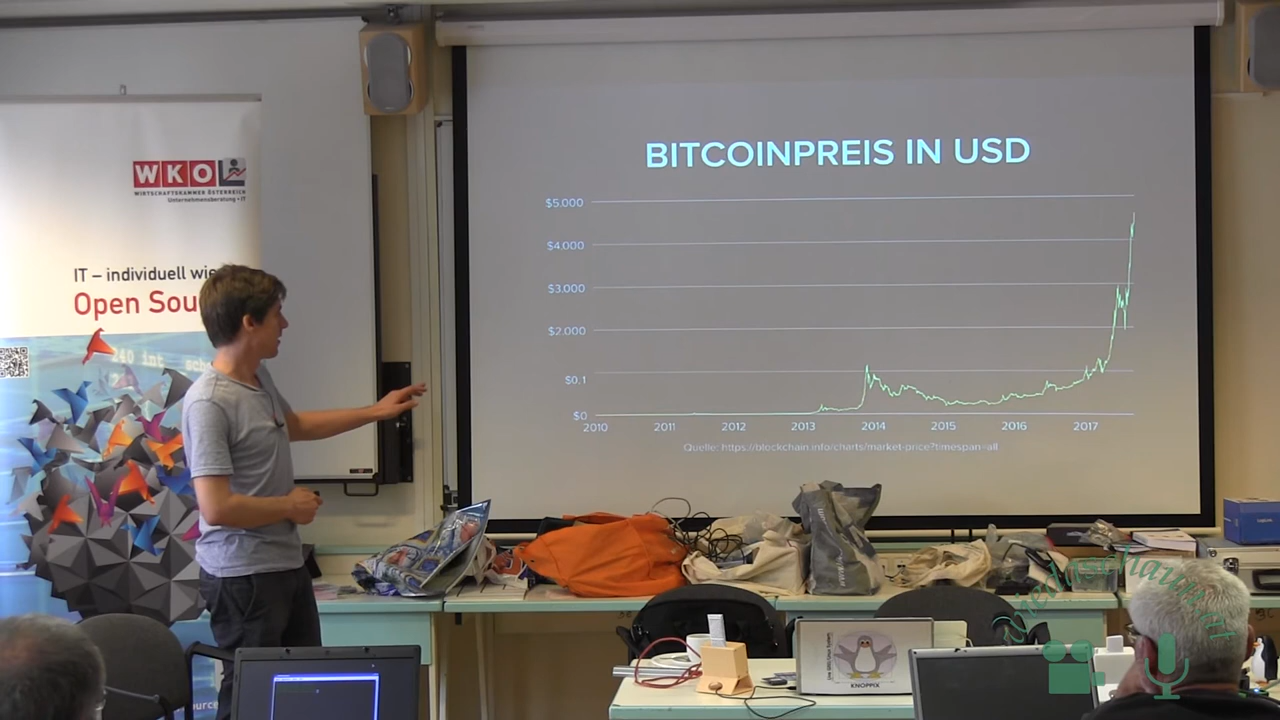 WKO
WIRTSCHAFTSKAMMER ÖSTERREICH
Unternehmensberatung • IT
IT – individuell wie
Open Sou
240 int
BITCOINPREIS IN USD
$5.000
$4.000
$3.000
$2.000
$0.1
$0
2010 2011 2012 2013 2014 2015 2016 2017
Quelle: https://blockchain.info/charts/market-price?timespan=all
KNOPPIX